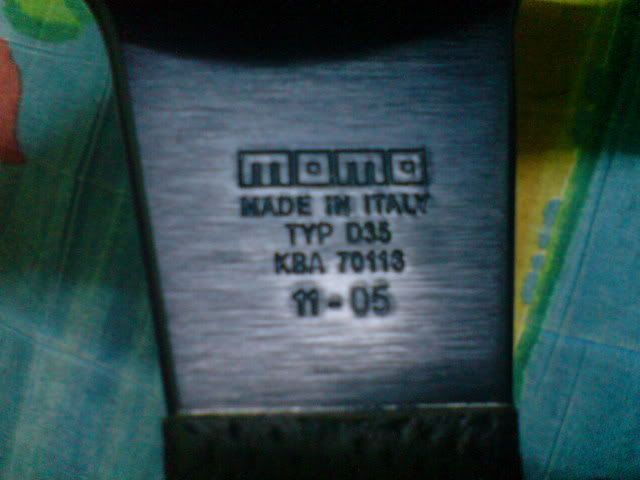 momo
MADE IN ITALY
TYP D35
KBA 70113
11-05